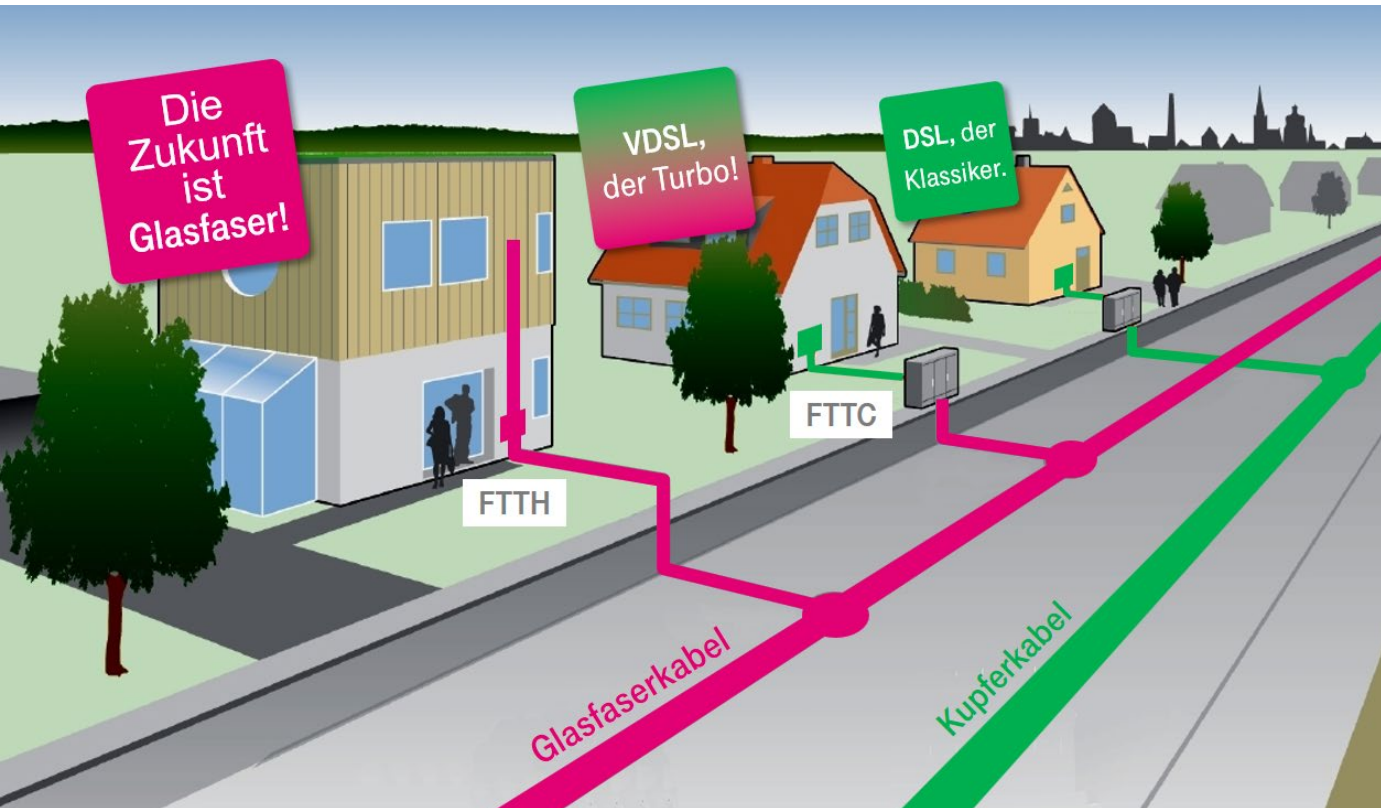 Die
Zukunft
ist
Glasfaser!
VDSL,
der Turbo!
DSL, der
Klassiker.
FTTC
FTTH
Glasfaserkabel
Kupferkabel